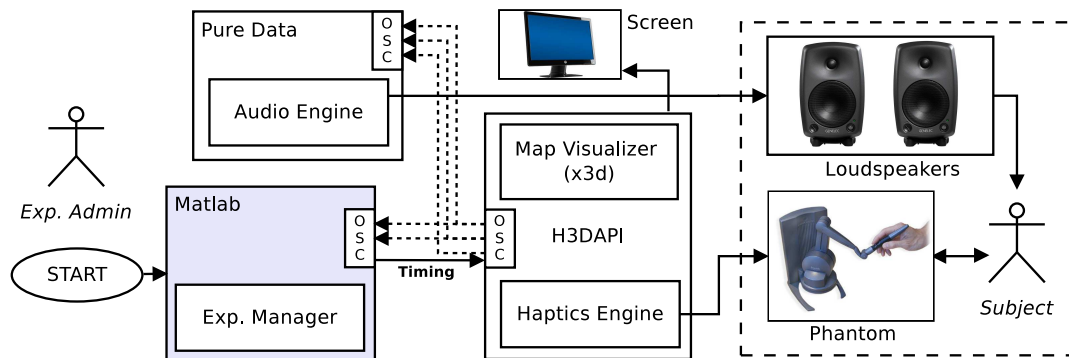 Pure Data
O
S
C
Audio Engine
Screen
Loudspeakers
Exp. Admin
Matlab
O
S
C
Timing
O
S
C
Map Visualizer
(x3d)
H3DAPI
START
Exp. Manager
Haptics Engine
Phantom
Subject